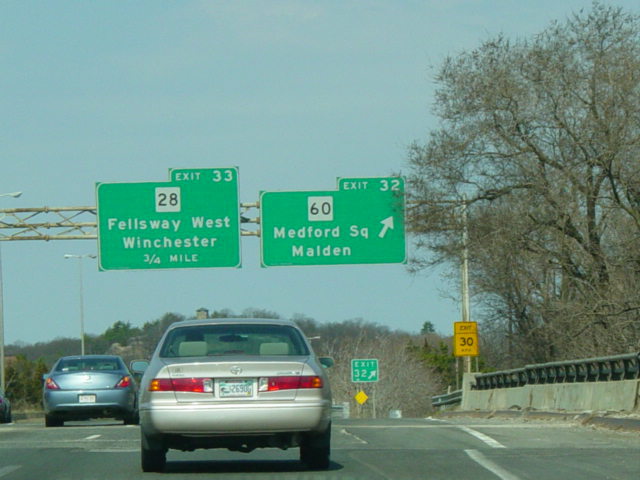 EXIT 33
28
Fellsway West
Winchester
3/4 MILE
EXIT 32
60
Medford Sq
Malden
EXIT
30
EXIT
32